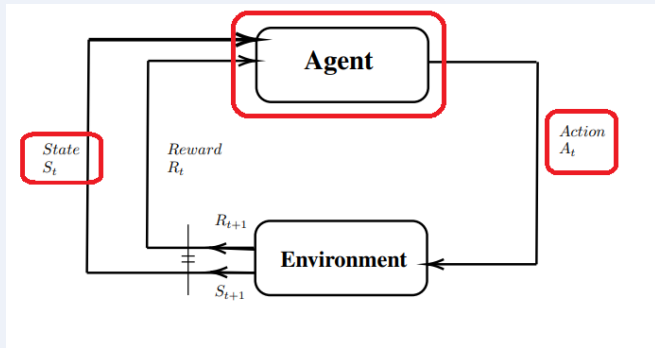 Agent
State
S_t
Reward
R_t
Action
A_t
R_{t+1}
Environment
S_{t+1}